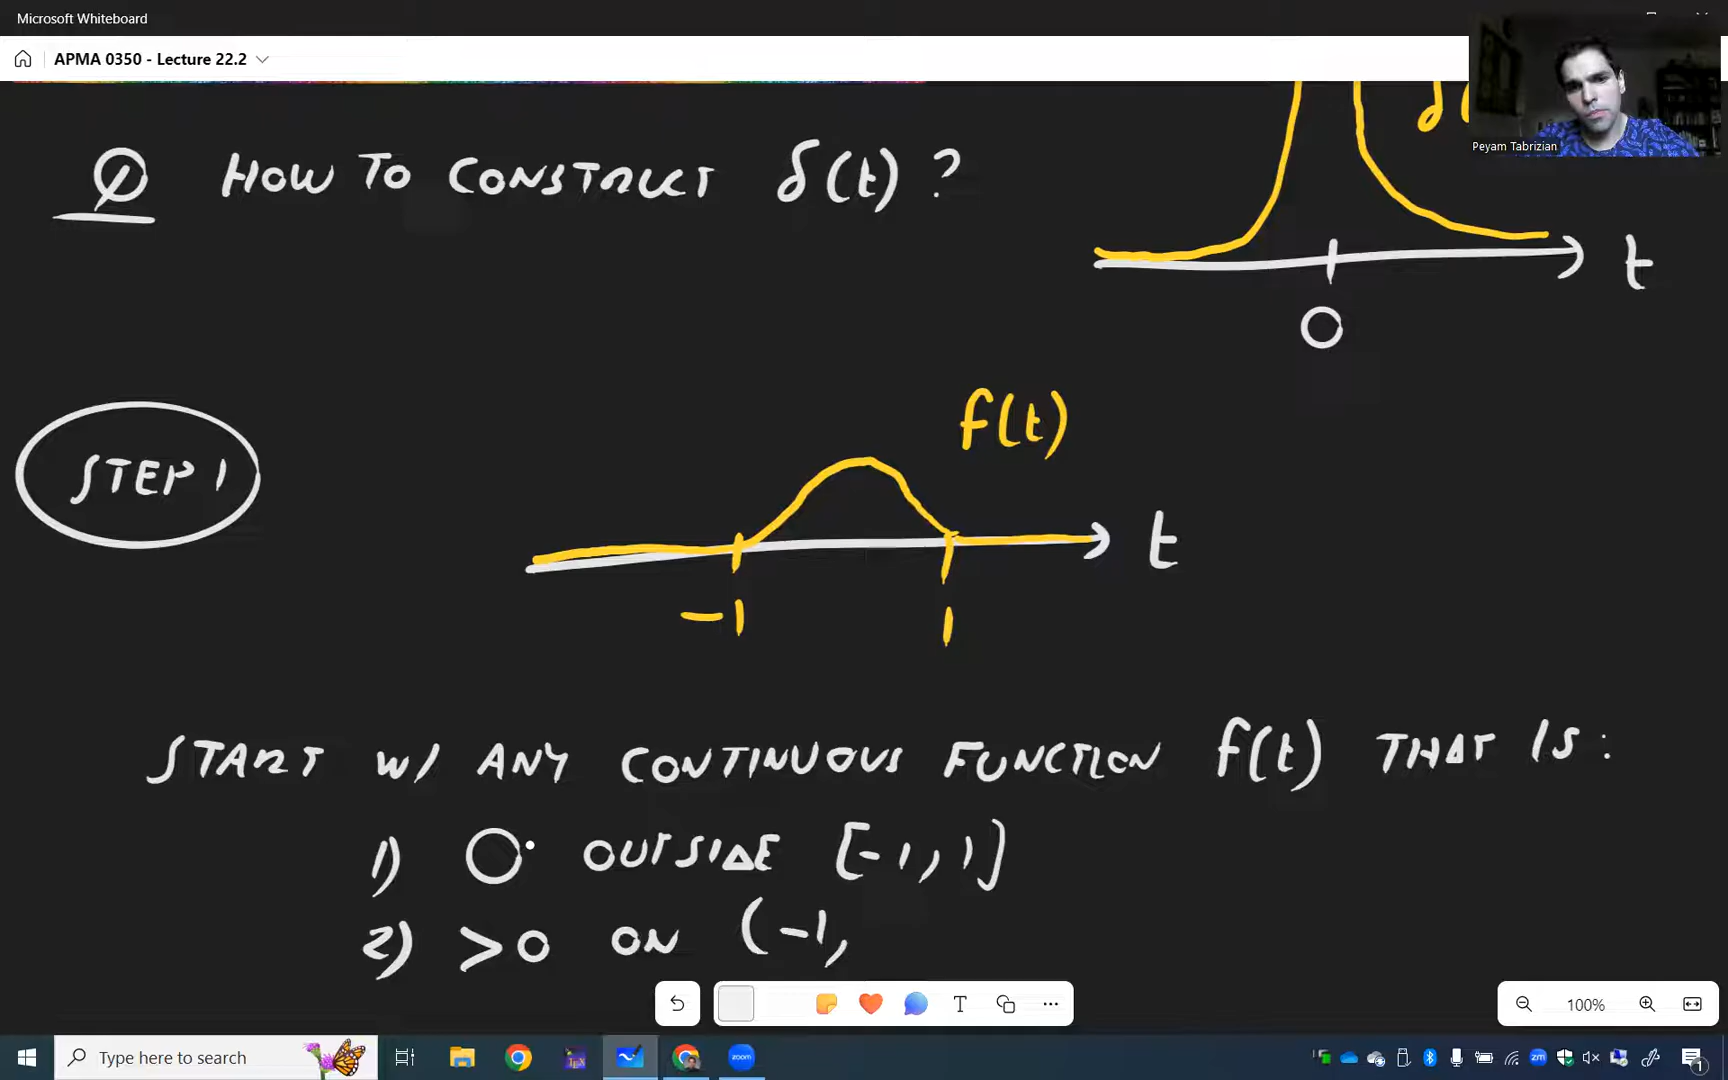 Microsoft Whiteboard
APMA 0350 - Lecture 22.2
Peyam Tabrizian
Q HOW TO CONSTRUCT δ(t) ?
t
0
STEP 1
f(t)
t
-1
1
START W/ ANY CONTINUOUS FUNCTION f(t) THAT IS :
1) 0 OUTSIDE [-1, 1]
2) >0 ON (-1,
100%
Type here to search
zoom